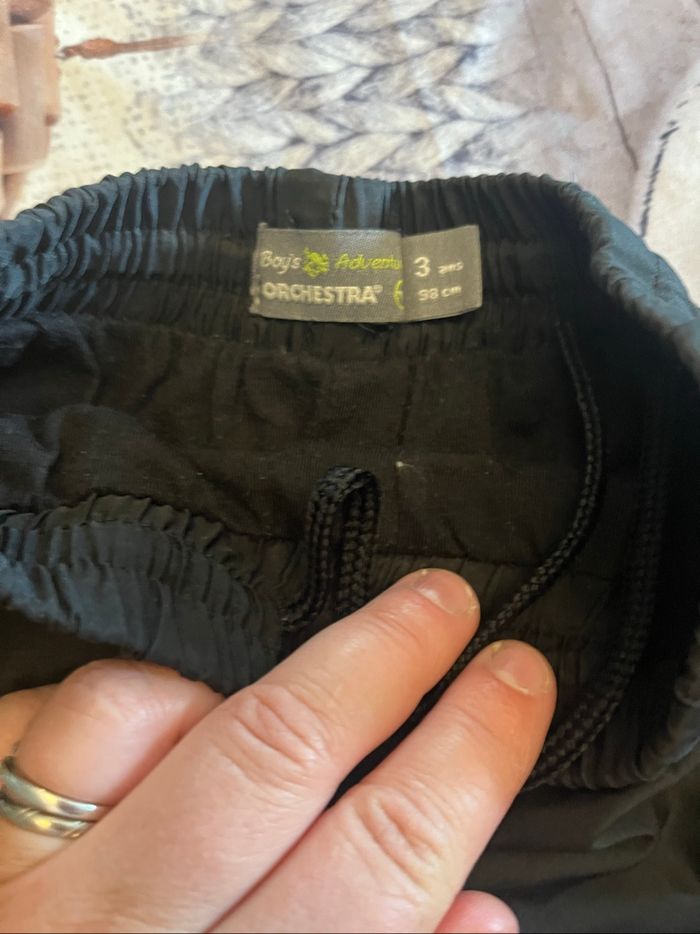 Boy's Adventu
ORCHESTRA®
3 ans
98 cm